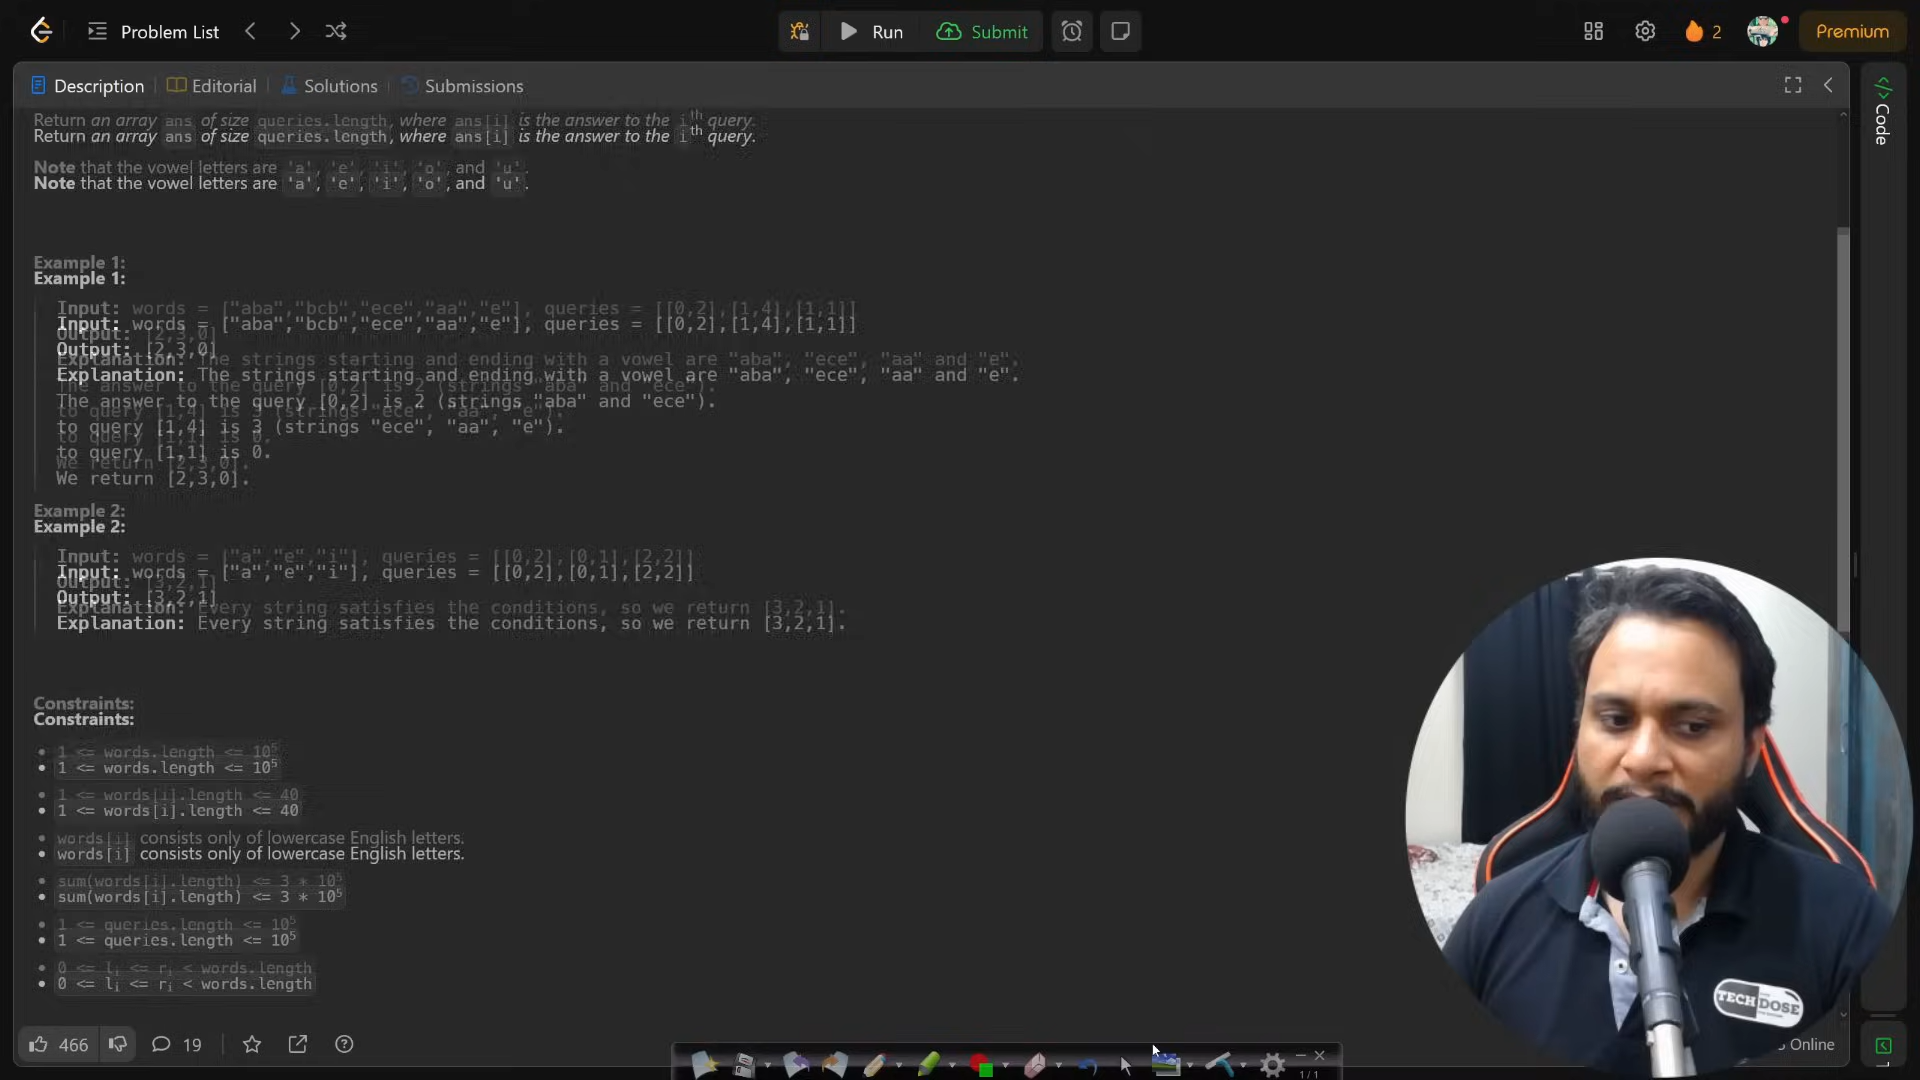 Problem List
Run
Submit
2
Premium
Description
Editorial
Solutions
Submissions
Code
Return an array ans of size queries.length, where ans[i] is the answer to the ith query.
Note that the vowel letters are 'a', 'e', 'i', 'o', and 'u'.
Example 1:
Input: words = ["aba","bcb","ece","aa","e"], queries = [[0,2],[1,4],[1,1]]
Output: [2,3,0]
Explanation: The strings starting and ending with a vowel are "aba", "ece", "aa" and "e".
The answer to the query [0,2] is 2 (strings "aba" and "ece").
to query [1,4] is 3 (strings "ece", "aa", "e").
to query [1,1] is 0.
We return [2,3,0].
Example 2:
Input: words = ["a","e","i"], queries = [[0,2],[0,1],[2,2]]
Output: [3,2,1]
Explanation: Every string satisfies the conditions, so we return [3,2,1].
Constraints:
1 <= words.length <= 10⁵
1 <= words[i].length <= 40
words[i] consists only of lowercase English letters.
sum(words[i].length) <= 3 * 10⁵
1 <= queries.length <= 10⁵
0 <= lᵢ <= rᵢ < words.length
466
19
Online
1/1
TECH DOSE